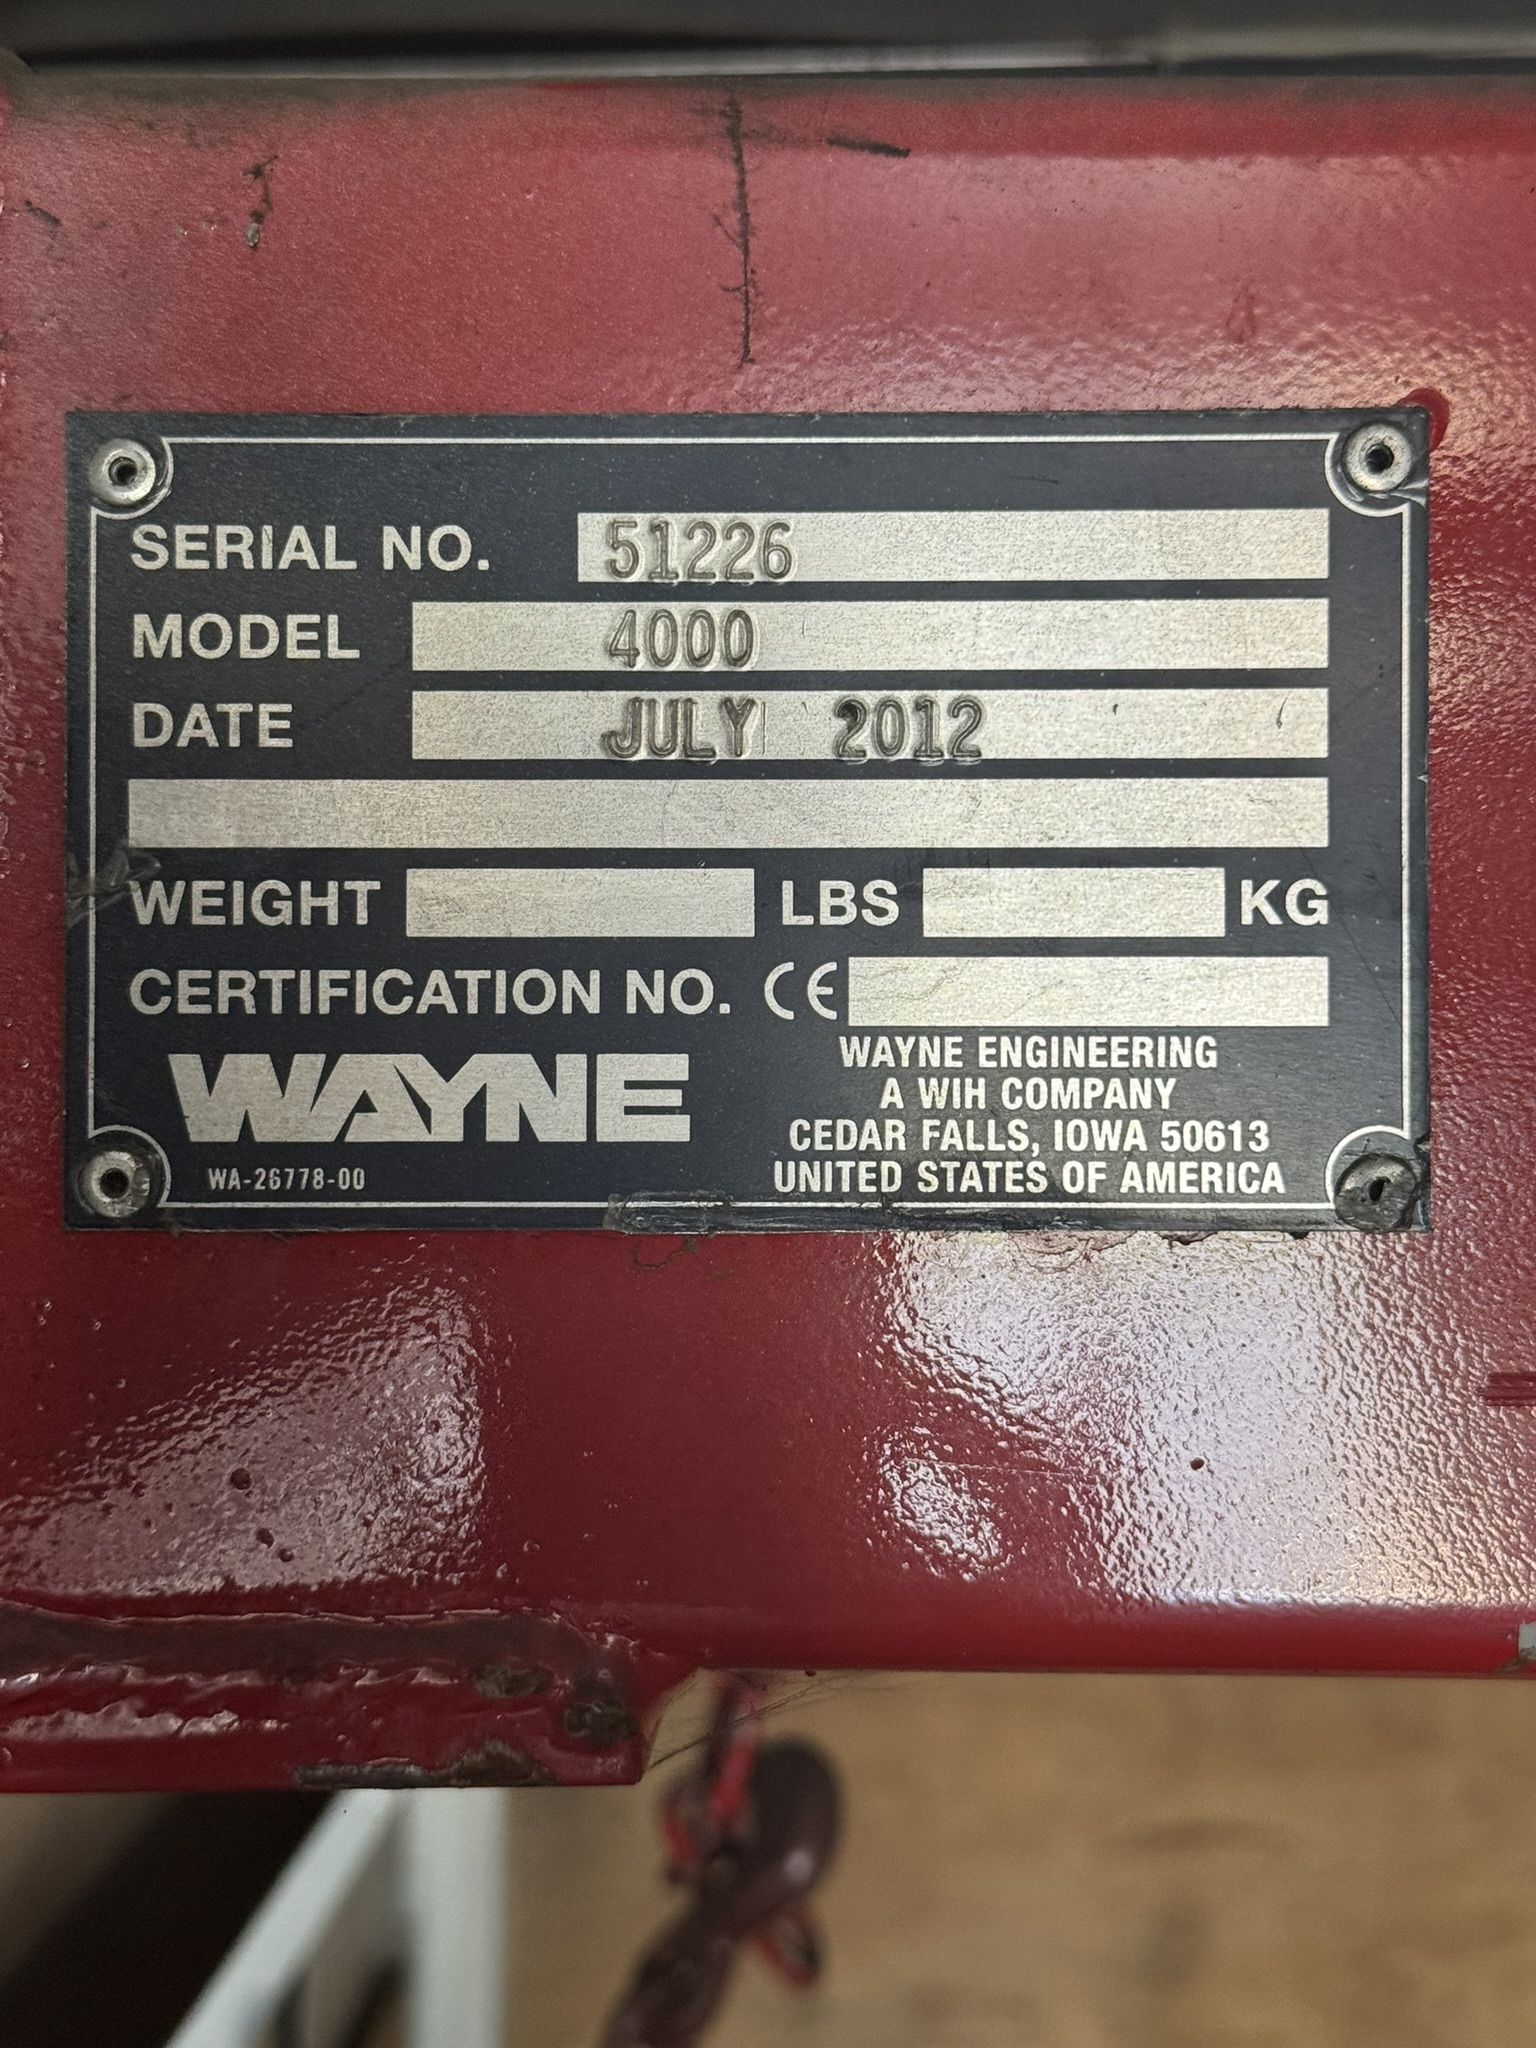 SERIAL NO. 51226
MODEL 4000
DATE JULY 2012
WEIGHT LBS KG
CERTIFICATION NO. CE
WAYNE
WA-26778-00
WAYNE ENGINEERING
A WIH COMPANY
CEDAR FALLS, IOWA 50613
UNITED STATES OF AMERICA